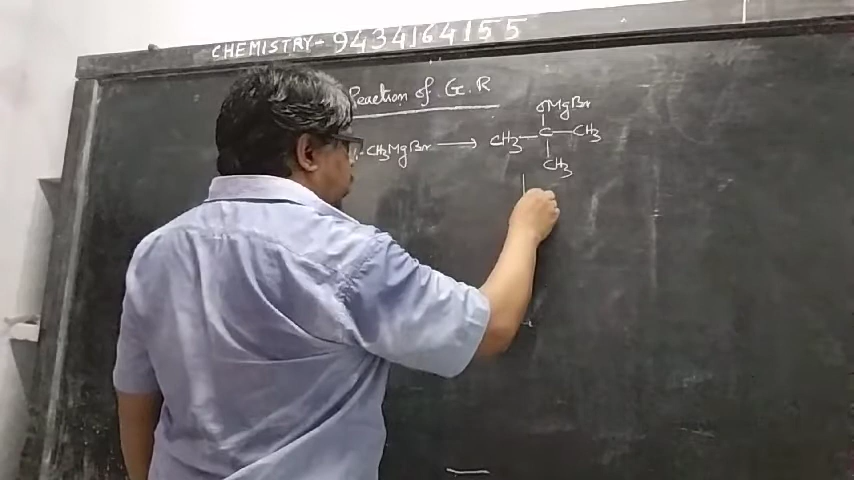 CHEMISTRY- 9434164155
Reaction of G.R
OMgBr
CH3MgBr → CH3-C-CH3
CH3